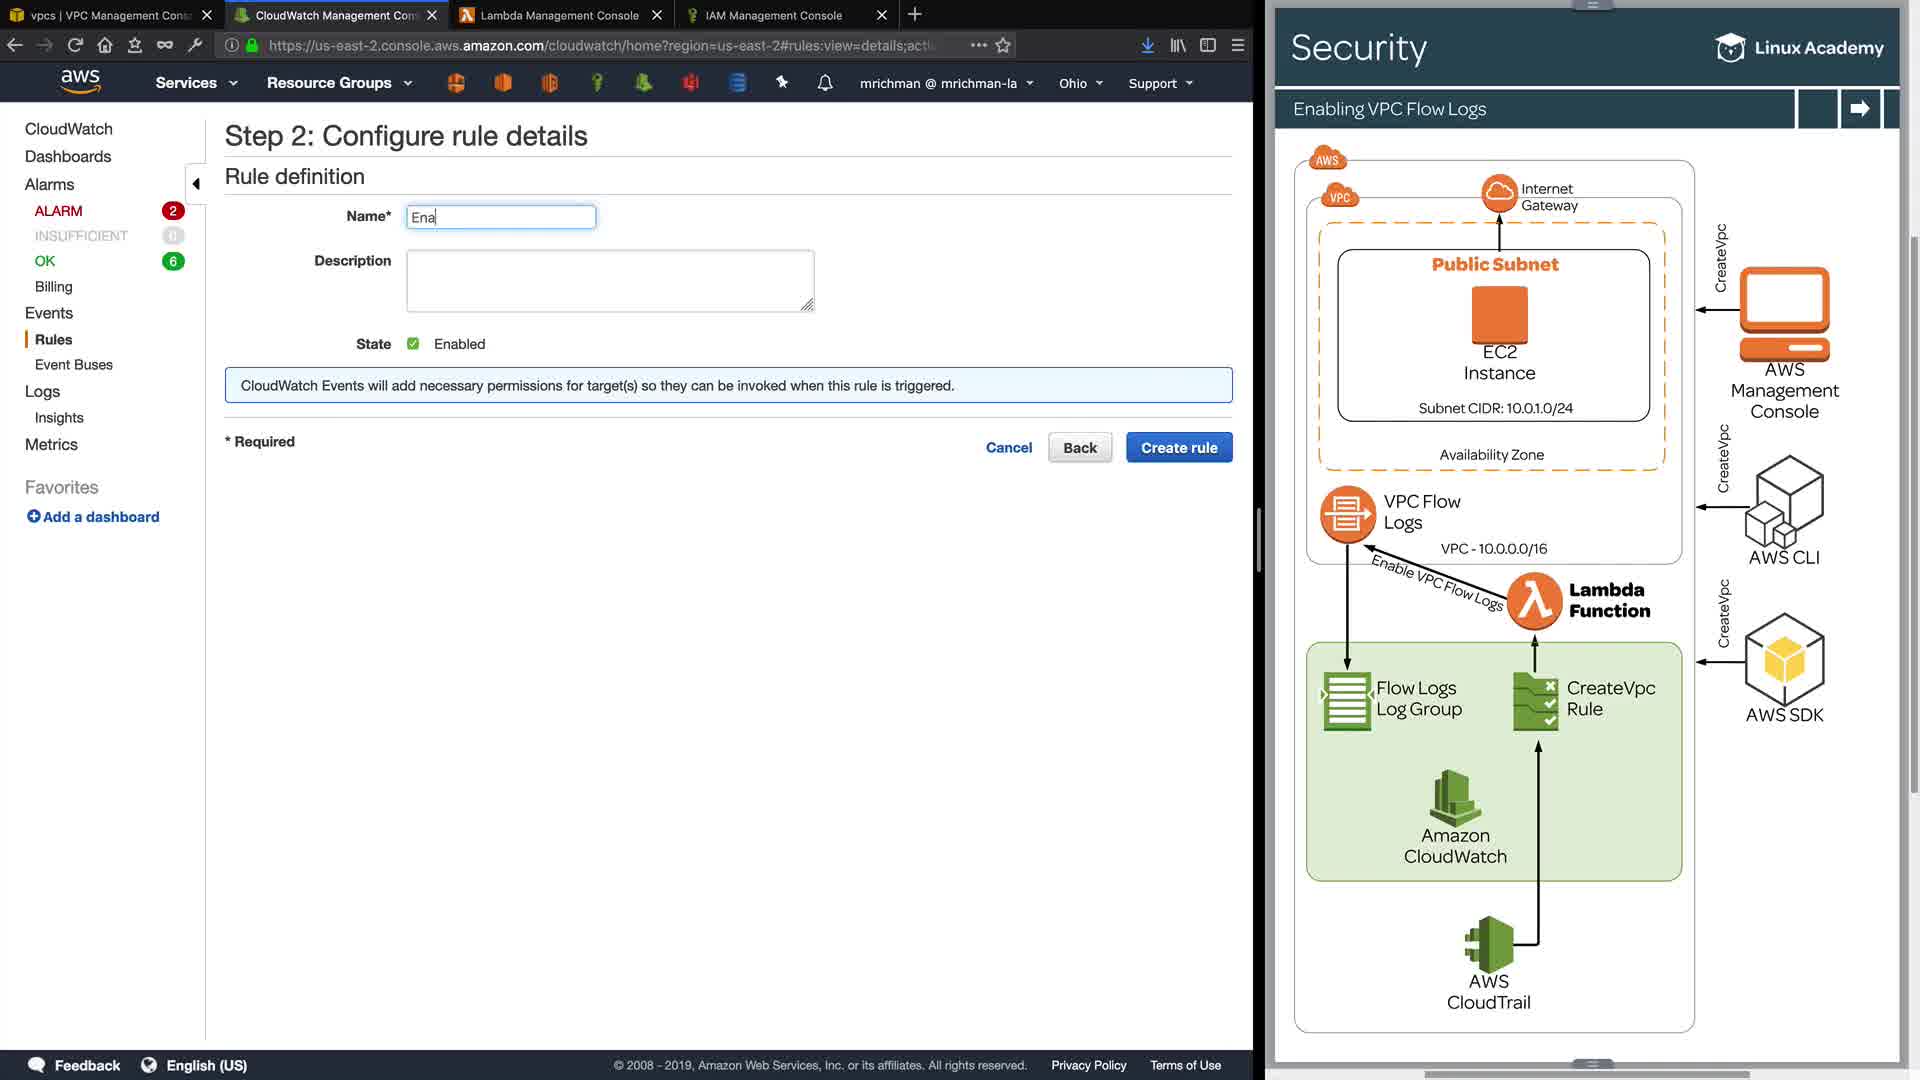 vpcs | VPC Management Cons
CloudWatch Management Con
Lambda Management Console
IAM Management Console
https://us-east-2.console.aws.amazon.com/cloudwatch/home?region=us-east-2#rules:view=details;acti
aws
Services
Resource Groups
mrichman @ mrichman-la
Ohio
Support
CloudWatch
Dashboards
Alarms
ALARM 2
INSUFFICIENT 0
OK 6
Billing
Events
Rules
Event Buses
Logs
Insights
Metrics
Favorites
Add a dashboard
Step 2: Configure rule details
Rule definition
Name* Ena
Description
State Enabled
CloudWatch Events will add necessary permissions for target(s) so they can be invoked when this rule is triggered.
* Required
Cancel
Back
Create rule
Feedback
English (US)
© 2008 - 2019, Amazon Web Services, Inc. or its affiliates. All rights reserved.
Privacy Policy
Terms of Use
Security
Linux Academy
Enabling VPC Flow Logs
AWS
VPC
Internet
Gateway
Public Subnet
EC2
Instance
Subnet CIDR: 10.0.1.0/24
Availability Zone
VPC Flow
Logs
VPC - 10.0.0.0/16
Enable VPC Flow Logs
Lambda
Function
Flow Logs
Log Group
CreateVpc
Rule
Amazon
CloudWatch
AWS
CloudTrail
CreateVpc
AWS
Management
Console
CreateVpc
AWS CLI
CreateVpc
AWS SDK